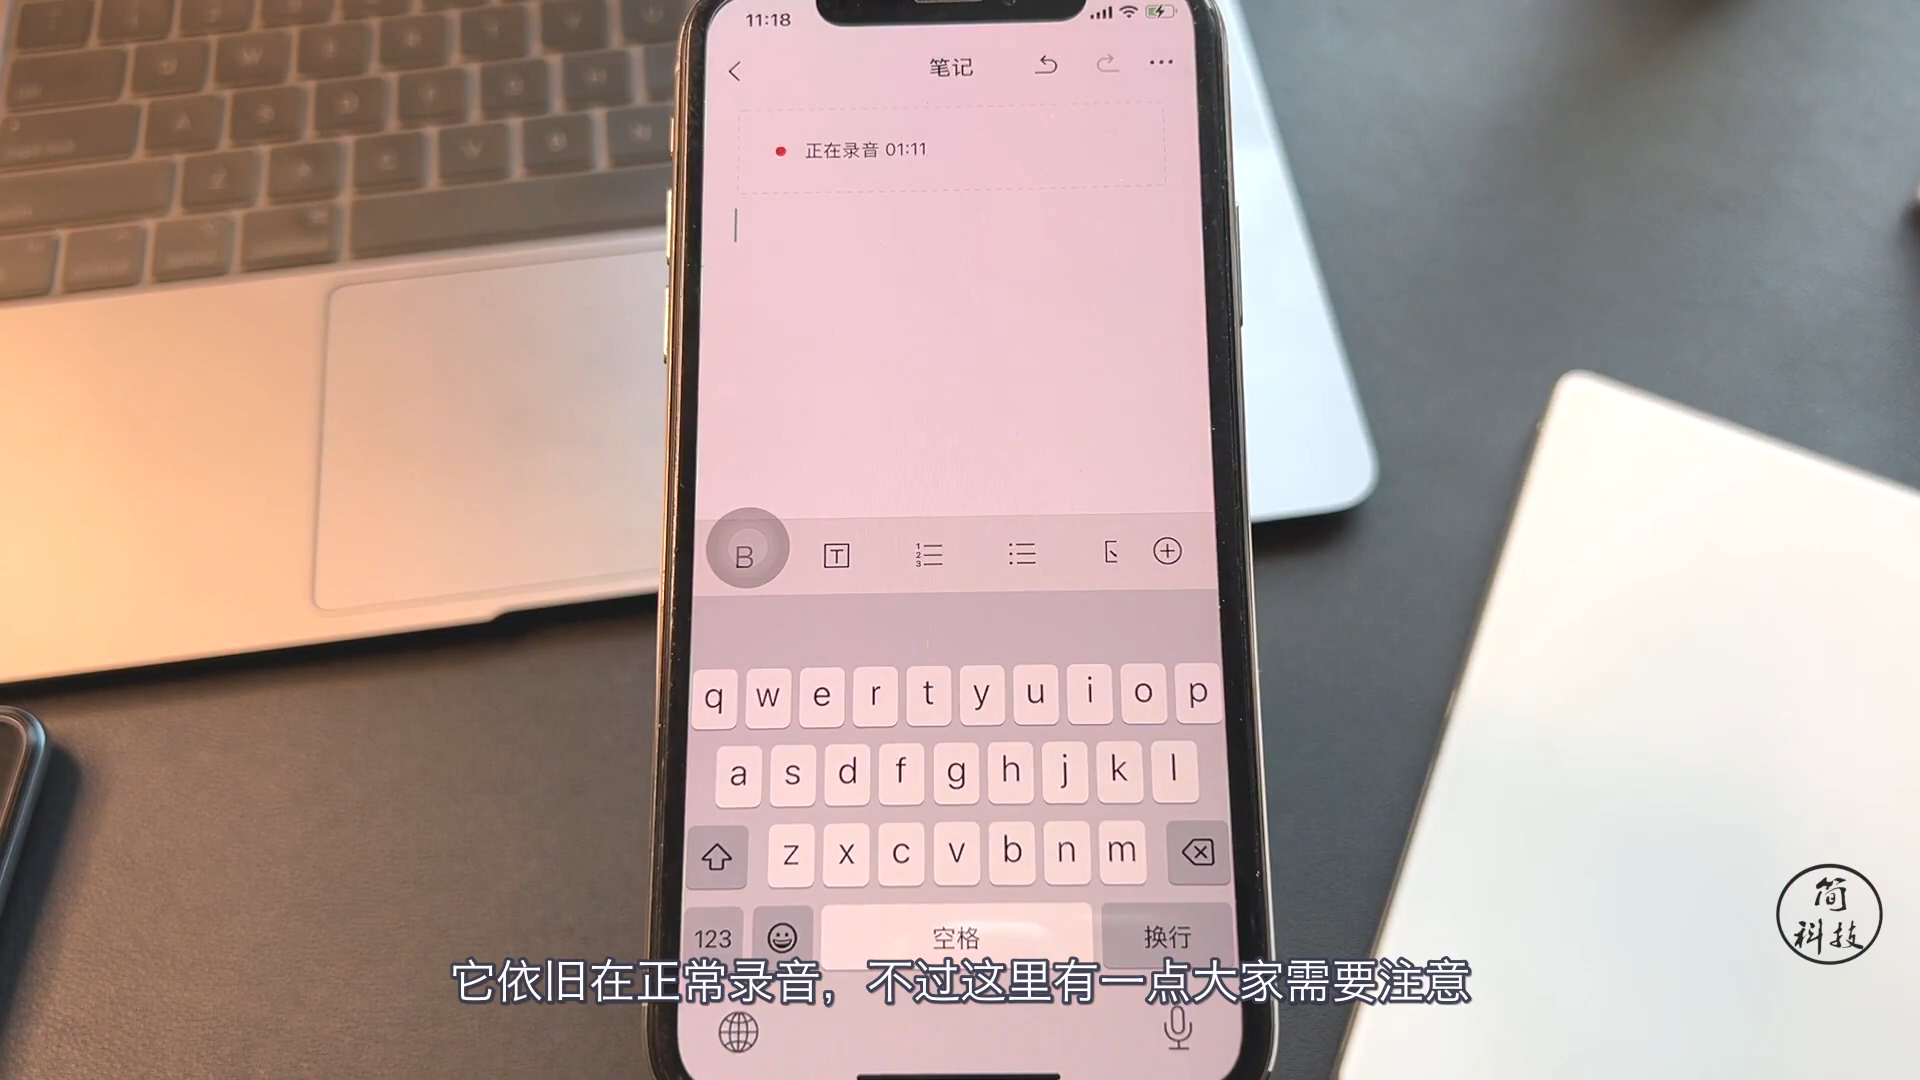 11:18
笔记
正在录音 01:11
B
T
q w e r t y u i o p
a s d f g h j k l
z x c v b n m
123
空格
换行
它依旧在正常录音，不过这里有一点大家需要注意
简
科技